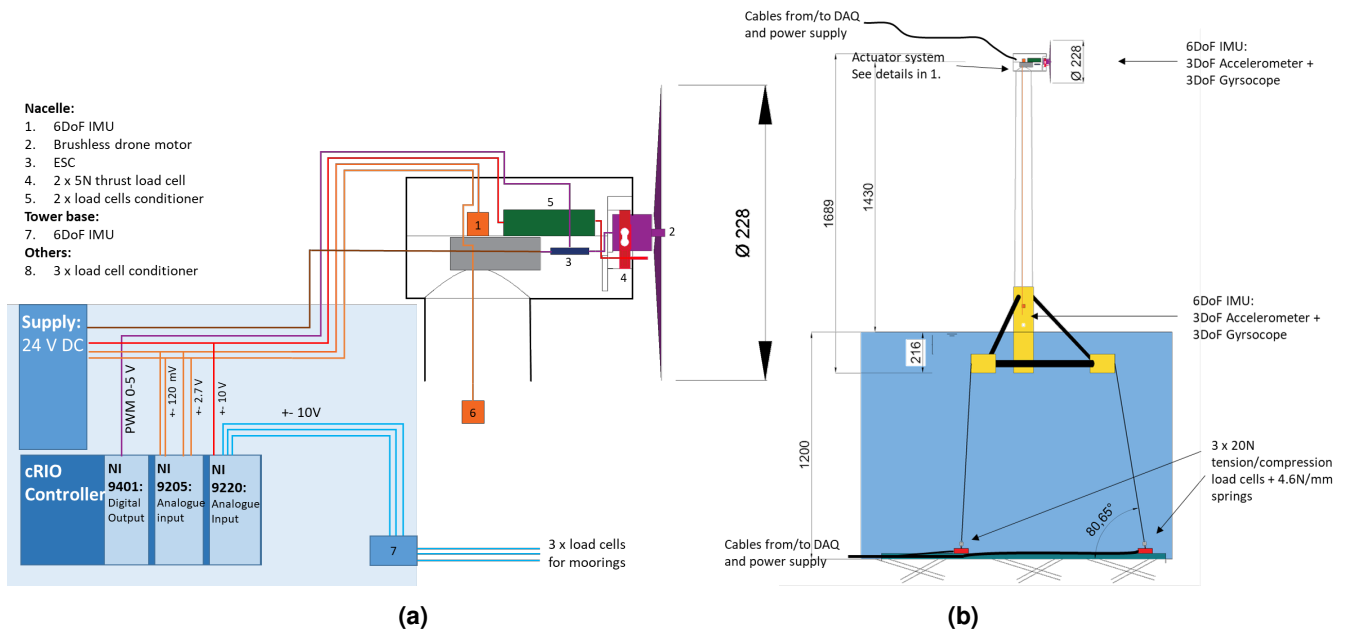 Nacelle:
1. 6DoF IMU
2. Brushless drone motor
3. ESC
4. 2 x 5N thrust load cell
5. 2 x load cells conditioner
Tower base:
7. 6DoF IMU
Others:
8. 3 x load cell conditioner
1
5
2
3
4
6
Ø 228
Supply:
24 V DC
PWM 0-5 V
+- 120 mV
+- 2.7 V
+- 10 V
+- 10V
cRIO
Controller
NI
9401:
Digital
Output
NI
9205:
Analogue
input
NI
9220:
Analogue
Input
7
3 x load cells
for moorings
(a)
Cables from/to DAQ
and power supply
Actuator system
See details in 1.
Ø 228
6DoF IMU:
3DoF Accelerometer +
3DoF Gyrsocope
1689
1430
6DoF IMU:
3DoF Accelerometer +
3DoF Gyrsocope
216
1200
80,65°
3 x 20N
tension/compression
load cells + 4.6N/mm
springs
Cables from/to DAQ
and power supply
(b)